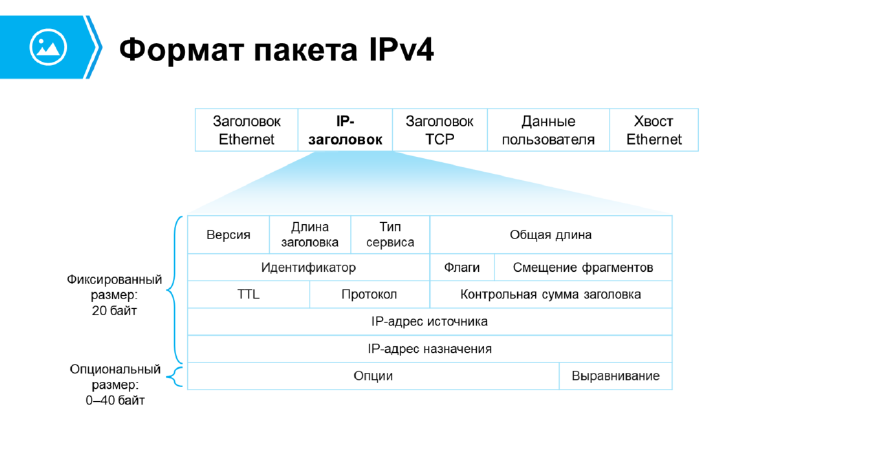 Формат пакета IPv4
Заголовок
Ethernet
IP-
заголовок
Заголовок
TCP
Данные
пользователя
Хвост
Ethernet
Версия
Длина
заголовка
Тип
сервиса
Общая длина
Идентификатор
Флаги
Смещение фрагментов
Фиксированный
размер:
20 байт
TTL
Протокол
Контрольная сумма заголовка
IP-адрес источника
IP-адрес назначения
Опциональный
размер:
0–40 байт
Опции
Выравнивание